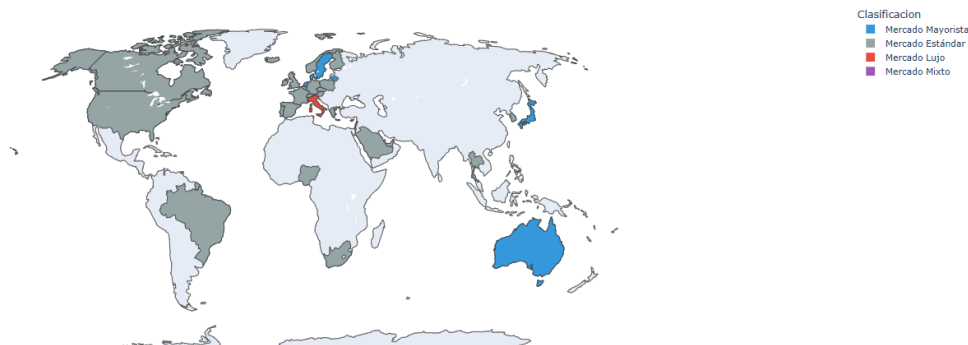 Clasificacion
Mercado Mayorista
Mercado Estándar
Mercado Lujo
Mercado Mixto